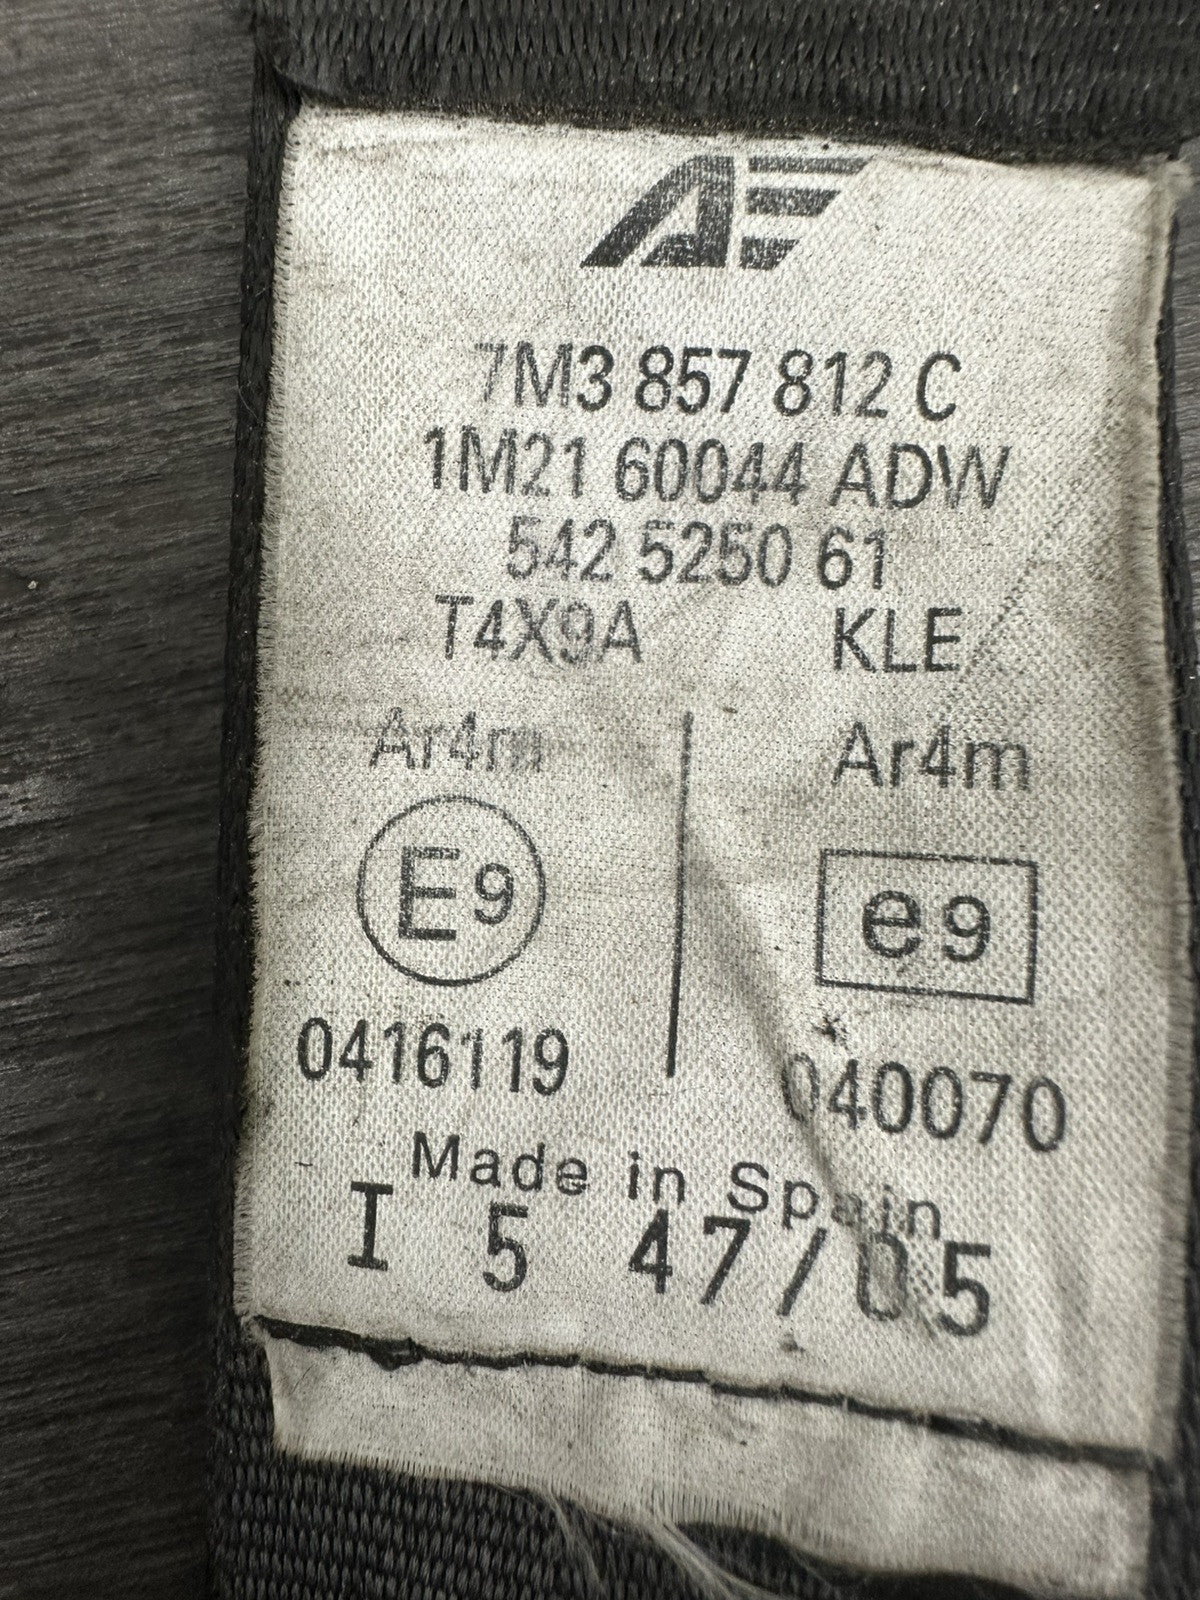 AE
7M3 857 812 C
1M21 60044 ADW
542 5250 61
T4X9A KLE
Ar4m Ar4m
E9 e9
0416119 040070
Made in Spain
I 5 47/05